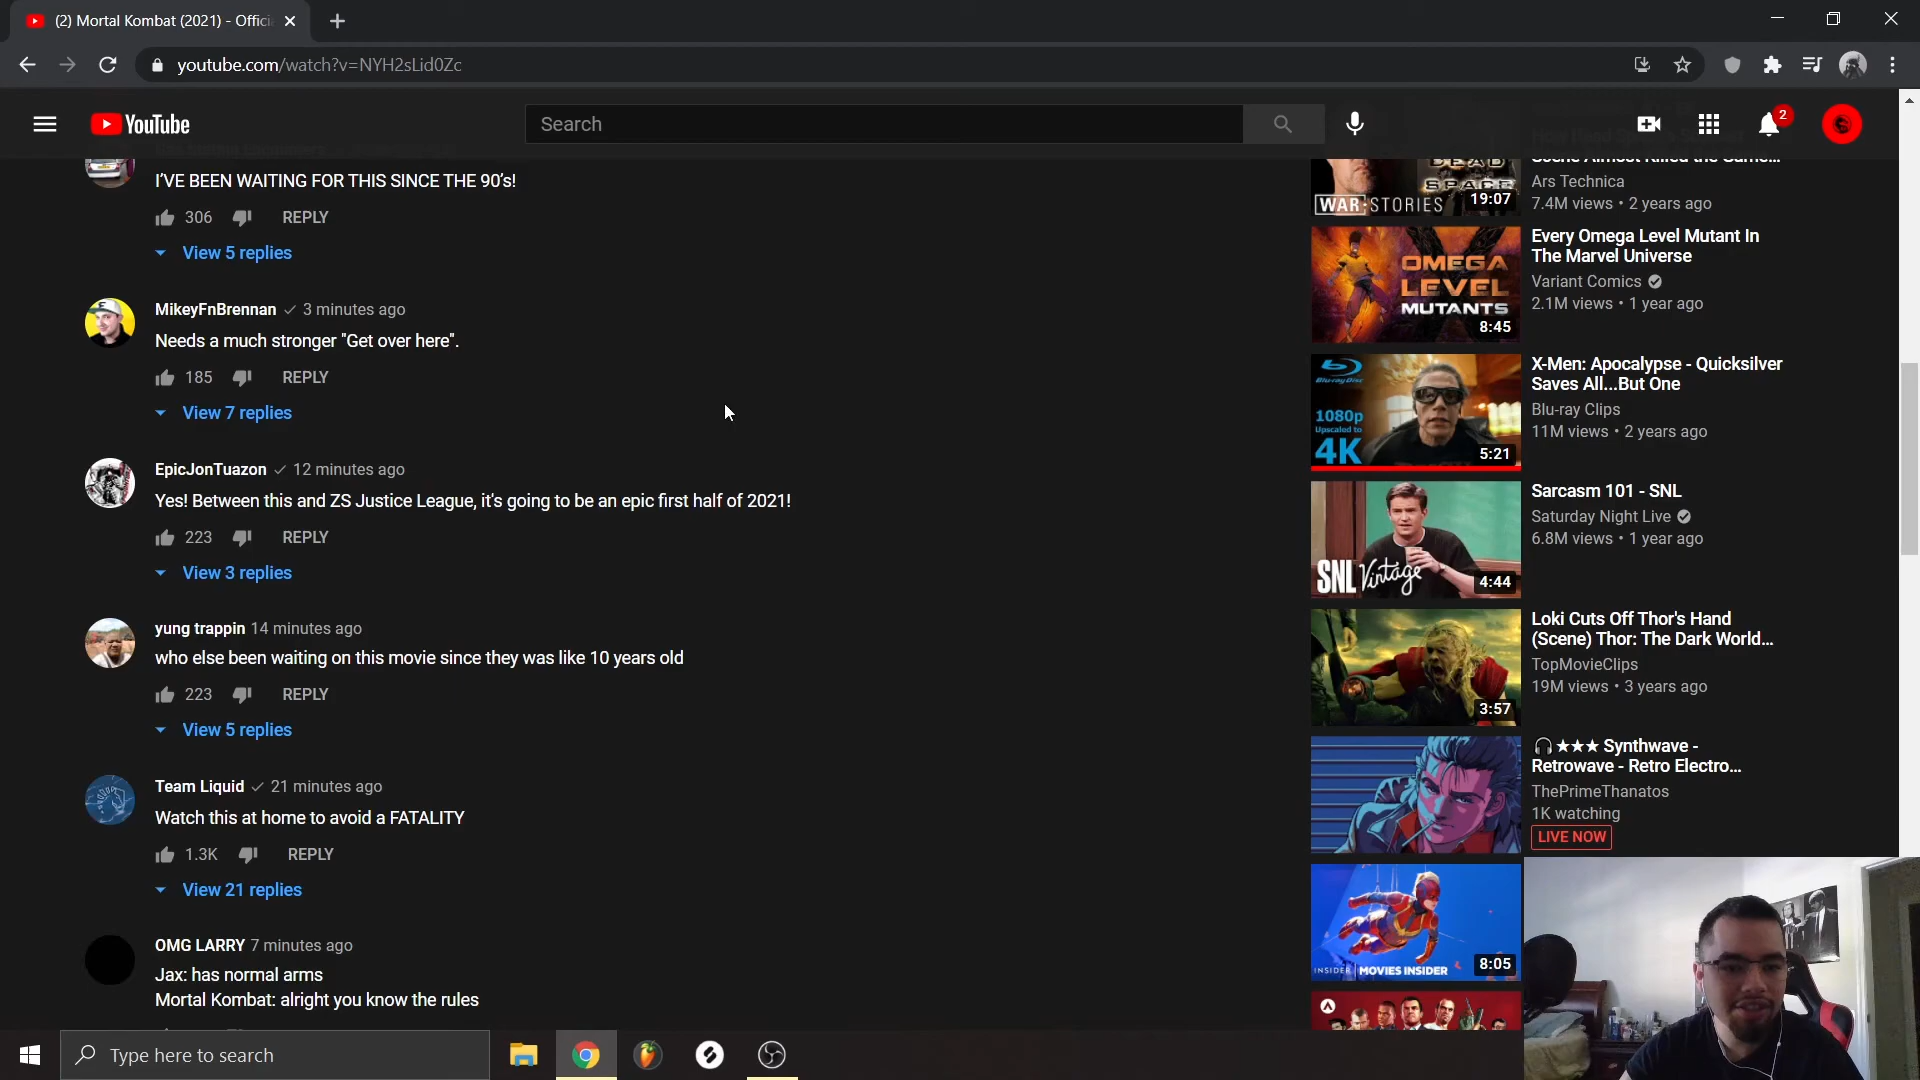 (2) Mortal Kombat (2021) - Offici
youtube.com/watch?v=NYH2sLid0Zc
YouTube
Search
2
I'VE BEEN WAITING FOR THIS SINCE THE 90's!
306 REPLY
View 5 replies
MikeyFnBrennan 3 minutes ago
Needs a much stronger "Get over here".
185 REPLY
View 7 replies
EpicJonTuazon 12 minutes ago
Yes! Between this and ZS Justice League, it's going to be an epic first half of 2021!
223 REPLY
View 3 replies
yung trappin 14 minutes ago
who else been waiting on this movie since they was like 10 years old
223 REPLY
View 5 replies
Team Liquid 21 minutes ago
Watch this at home to avoid a FATALITY
1.3K REPLY
View 21 replies
OMG LARRY 7 minutes ago
Jax: has normal arms
Mortal Kombat: alright you know the rules
DEAD
SPACE
WAR STORIES
19:07
Scene Almost Killed the Game...
Ars Technica
7.4M views • 2 years ago
OMEGA
LEVEL
MUTANTS
8:45
Every Omega Level Mutant In
The Marvel Universe
Variant Comics
2.1M views • 1 year ago
Blu-ray Disc
1080p
Upscaled to
4K
5:21
X-Men: Apocalypse - Quicksilver
Saves All...But One
Blu-ray Clips
11M views • 2 years ago
SNL Vintage
4:44
Sarcasm 101 - SNL
Saturday Night Live
6.8M views • 1 year ago
3:57
Loki Cuts Off Thor's Hand
(Scene) Thor: The Dark World...
TopMovieClips
19M views • 3 years ago
🎧★★★ Synthwave -
Retrowave - Retro Electro...
ThePrimeThanatos
1K watching
LIVE NOW
INSIDER MOVIES INSIDER
8:05
Type here to search